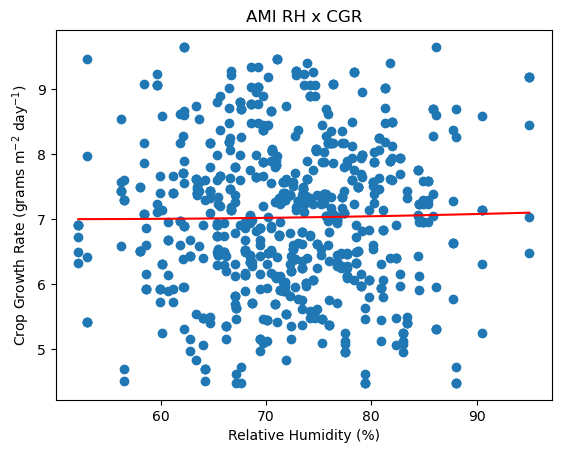 AMI RH x CGR
Crop Growth Rate (grams m⁻² day⁻¹)
9
8
7
6
5
60 70 80 90
Relative Humidity (%)